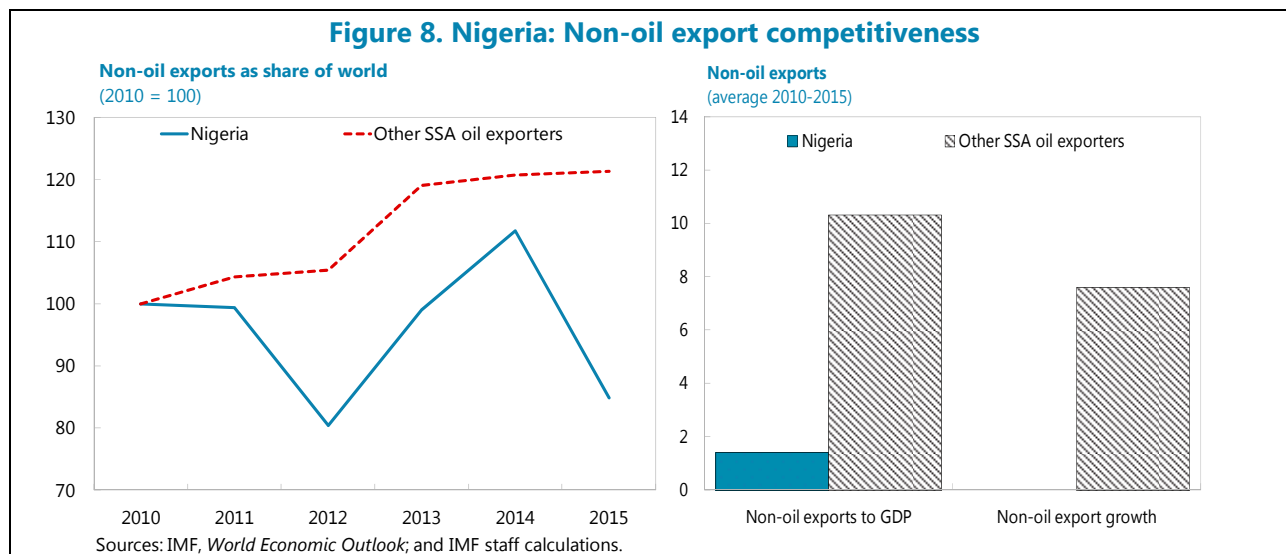 Figure 8. Nigeria: Non-oil export competitiveness
Non-oil exports as share of world
(2010 = 100)
130
120
110
100
90
80
70
Nigeria
Other SSA oil exporters
2010 2011 2012 2013 2014 2015
Sources: IMF, World Economic Outlook; and IMF staff calculations.
Non-oil exports
(average 2010-2015)
14
12
10
8
6
4
2
0
Nigeria
Other SSA oil exporters
Non-oil exports to GDP
Non-oil export growth